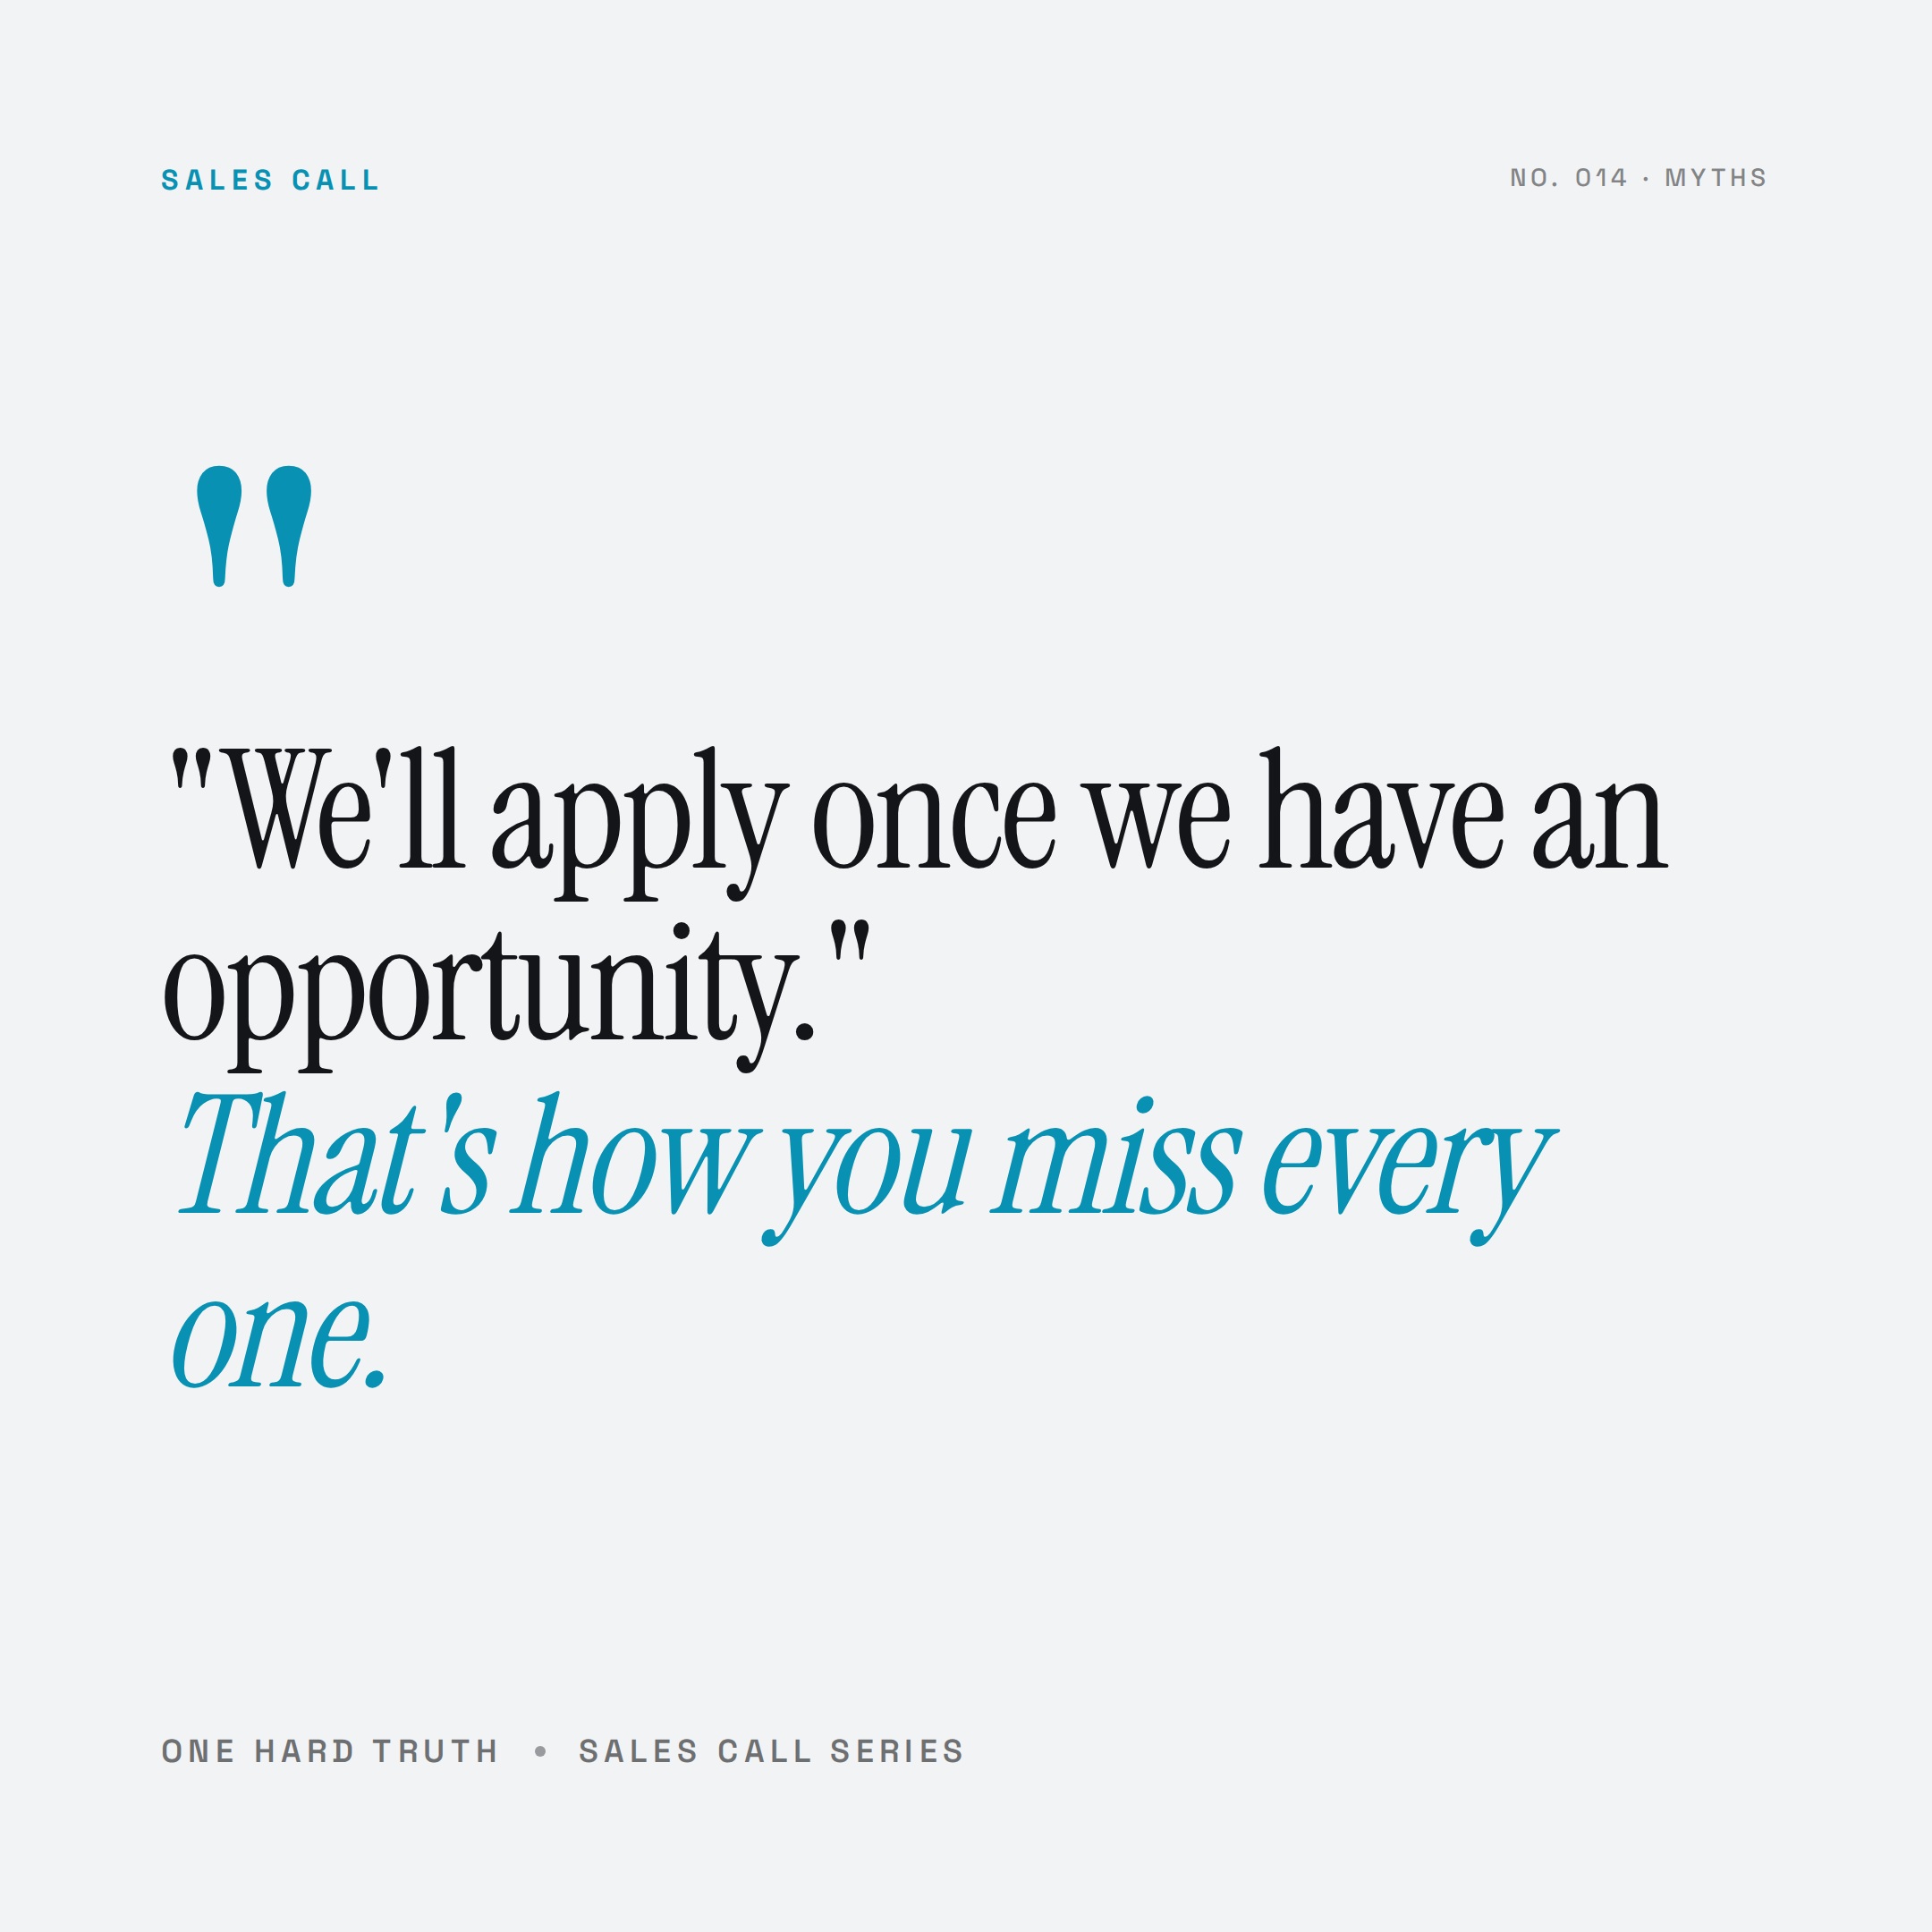 SALES CALL
NO. 014 · MYTHS
"
"We'll apply once we have an
opportunity."
That's how you miss every
one.
ONE HARD TRUTH • SALES CALL SERIES